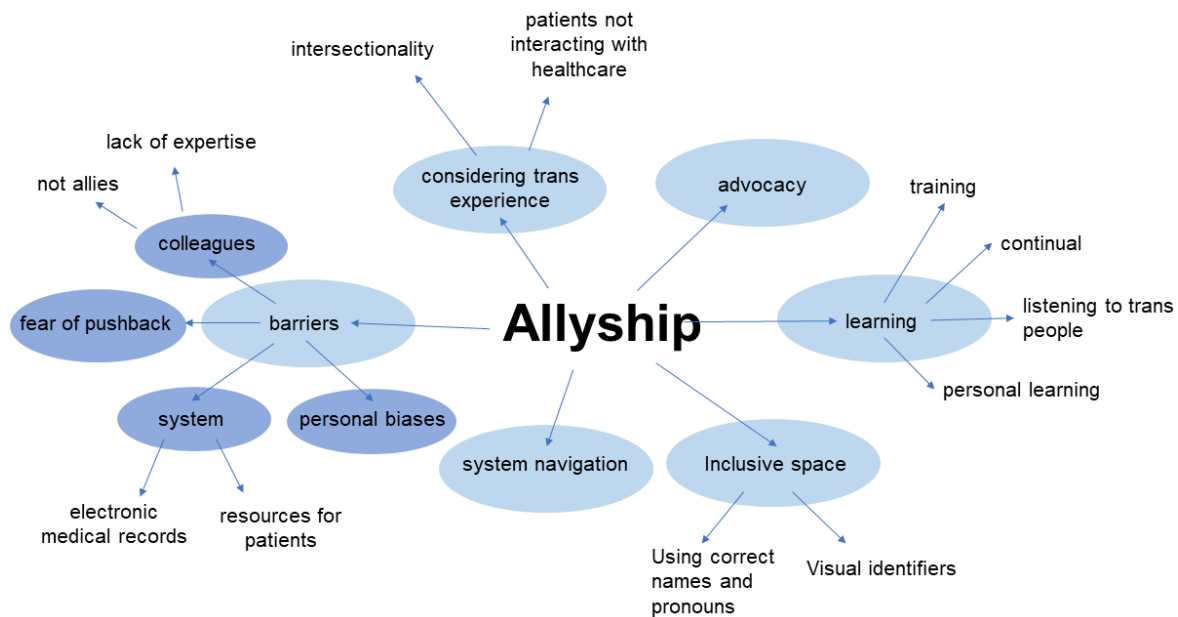 patients not
interacting with
healthcare
intersectionality
lack of expertise
not allies
considering trans
experience
advocacy
training
colleagues
continual
fear of pushback
barriers
Allyship
learning
listening to trans
people
personal learning
system
personal biases
system navigation
Inclusive space
electronic
medical records
resources for
patients
Using correct
names and
pronouns
Visual identifiers